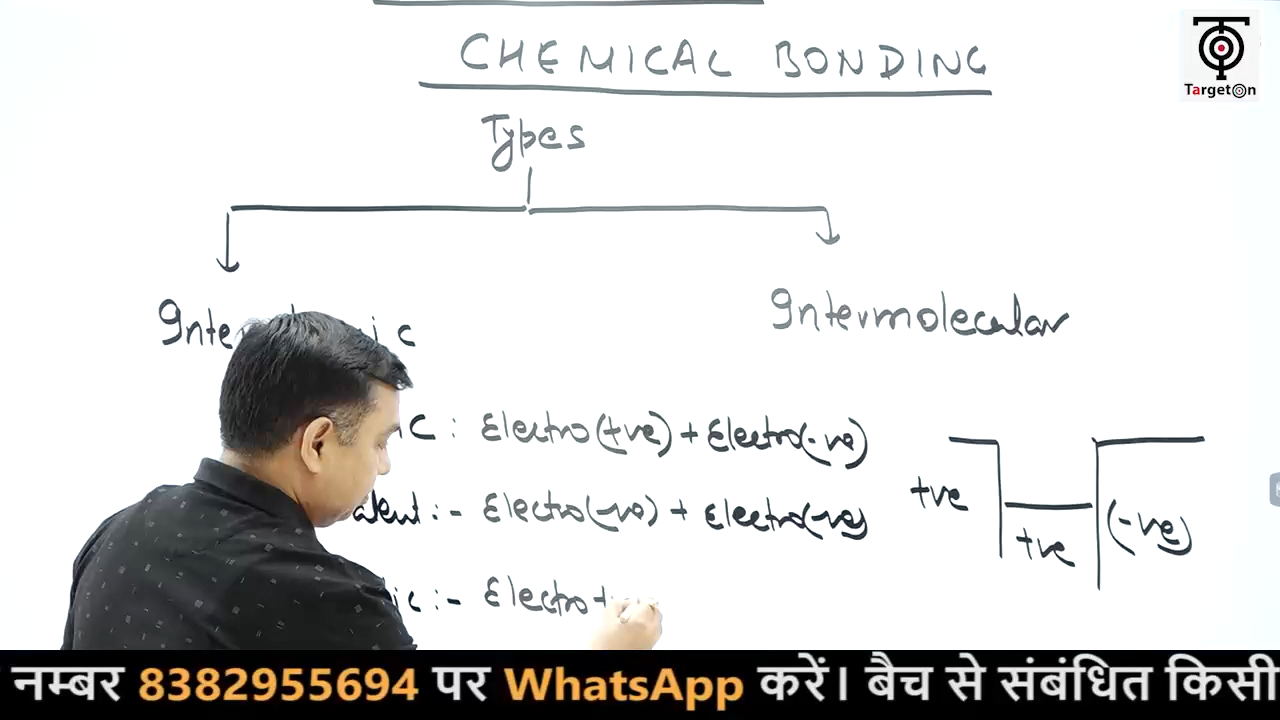 CHEMICAL BONDING
TargetOn
Types
Intermolecular
Electro(+ve) + Electro(-ve)
Electro(-ve) + Electro(-ve)
+ve
+ve
(-ve)
:- Electro +
नम्बर 8382955694 पर WhatsApp करें। बैच से संबंधित किसी